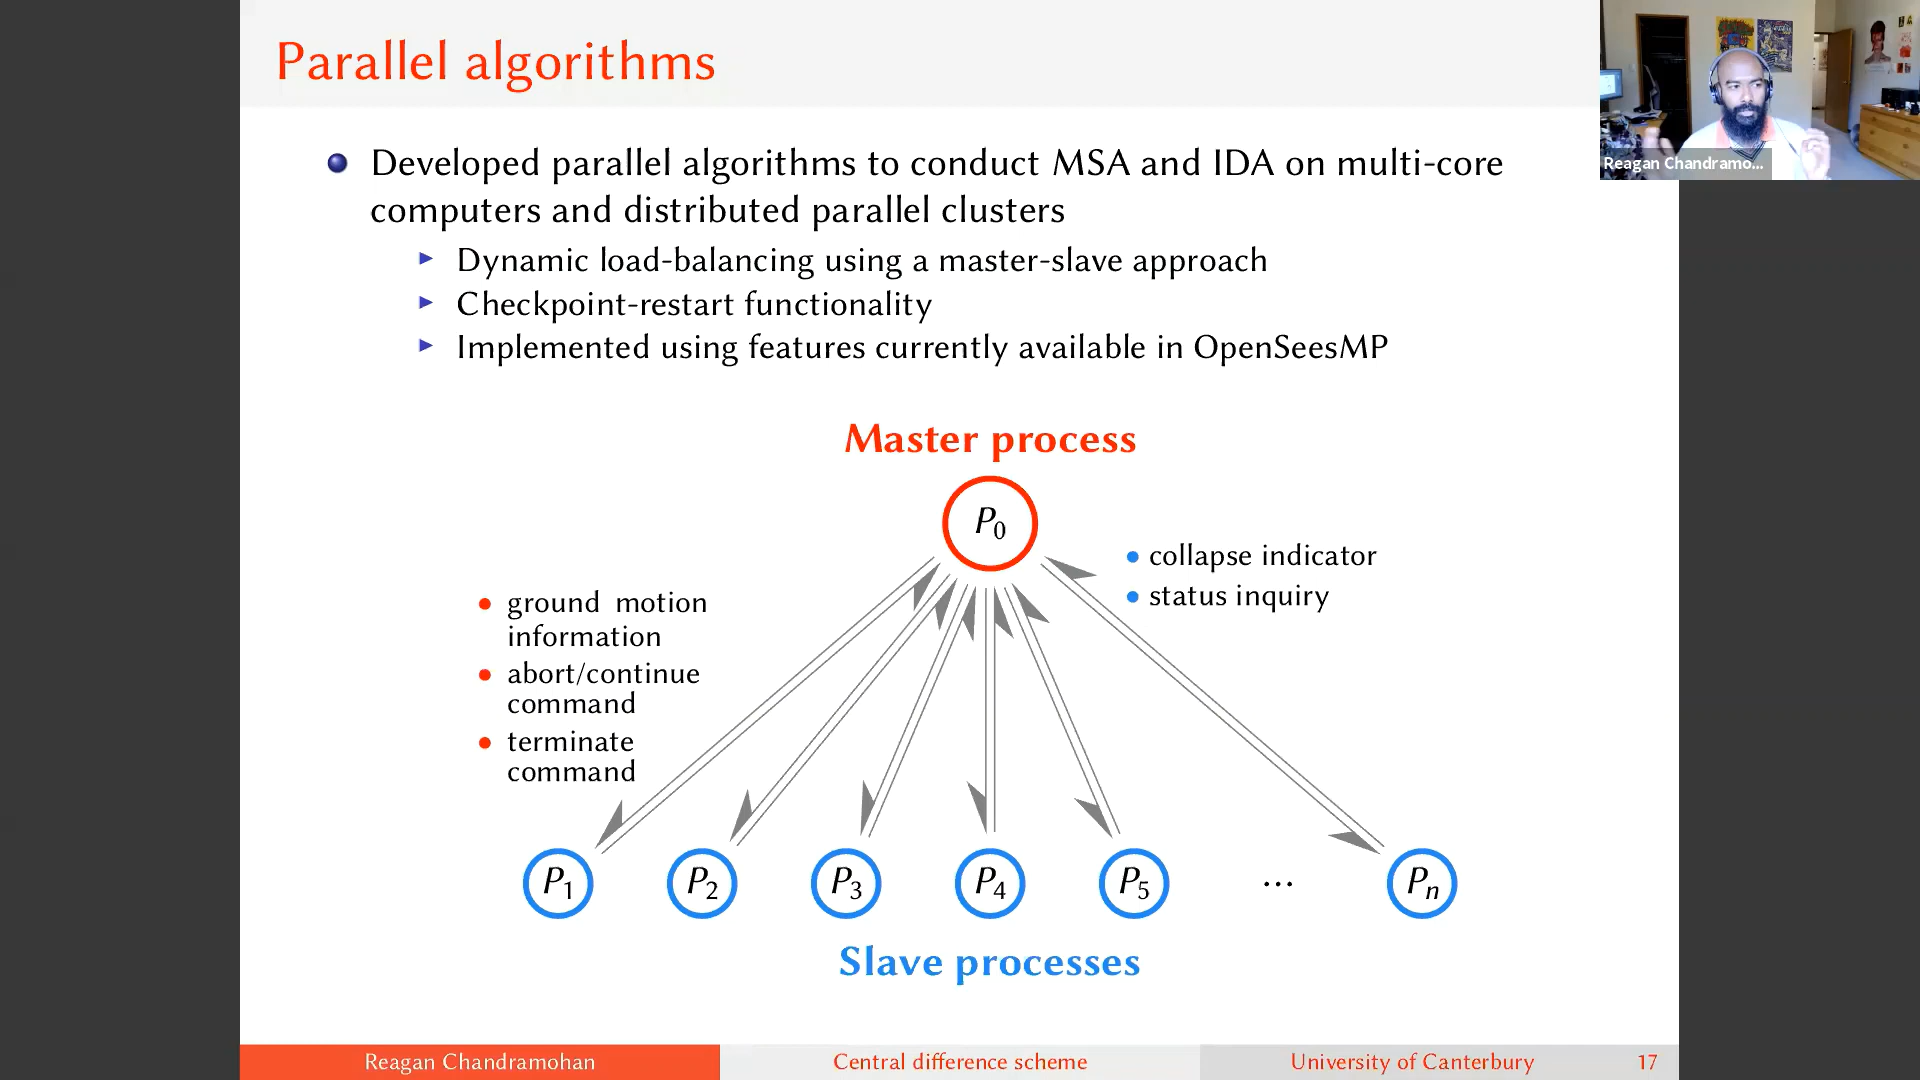 Parallel algorithms
Reagan Chandramo...
Developed parallel algorithms to conduct MSA and IDA on multi-core
computers and distributed parallel clusters
Dynamic load-balancing using a master-slave approach
Checkpoint-restart functionality
Implemented using features currently available in OpenSeesMP
Master process
P0
collapse indicator
status inquiry
ground motion
information
abort/continue
command
terminate
command
P1 P2 P3 P4 P5 ... Pn
Slave processes
Reagan Chandramohan Central difference scheme University of Canterbury 17